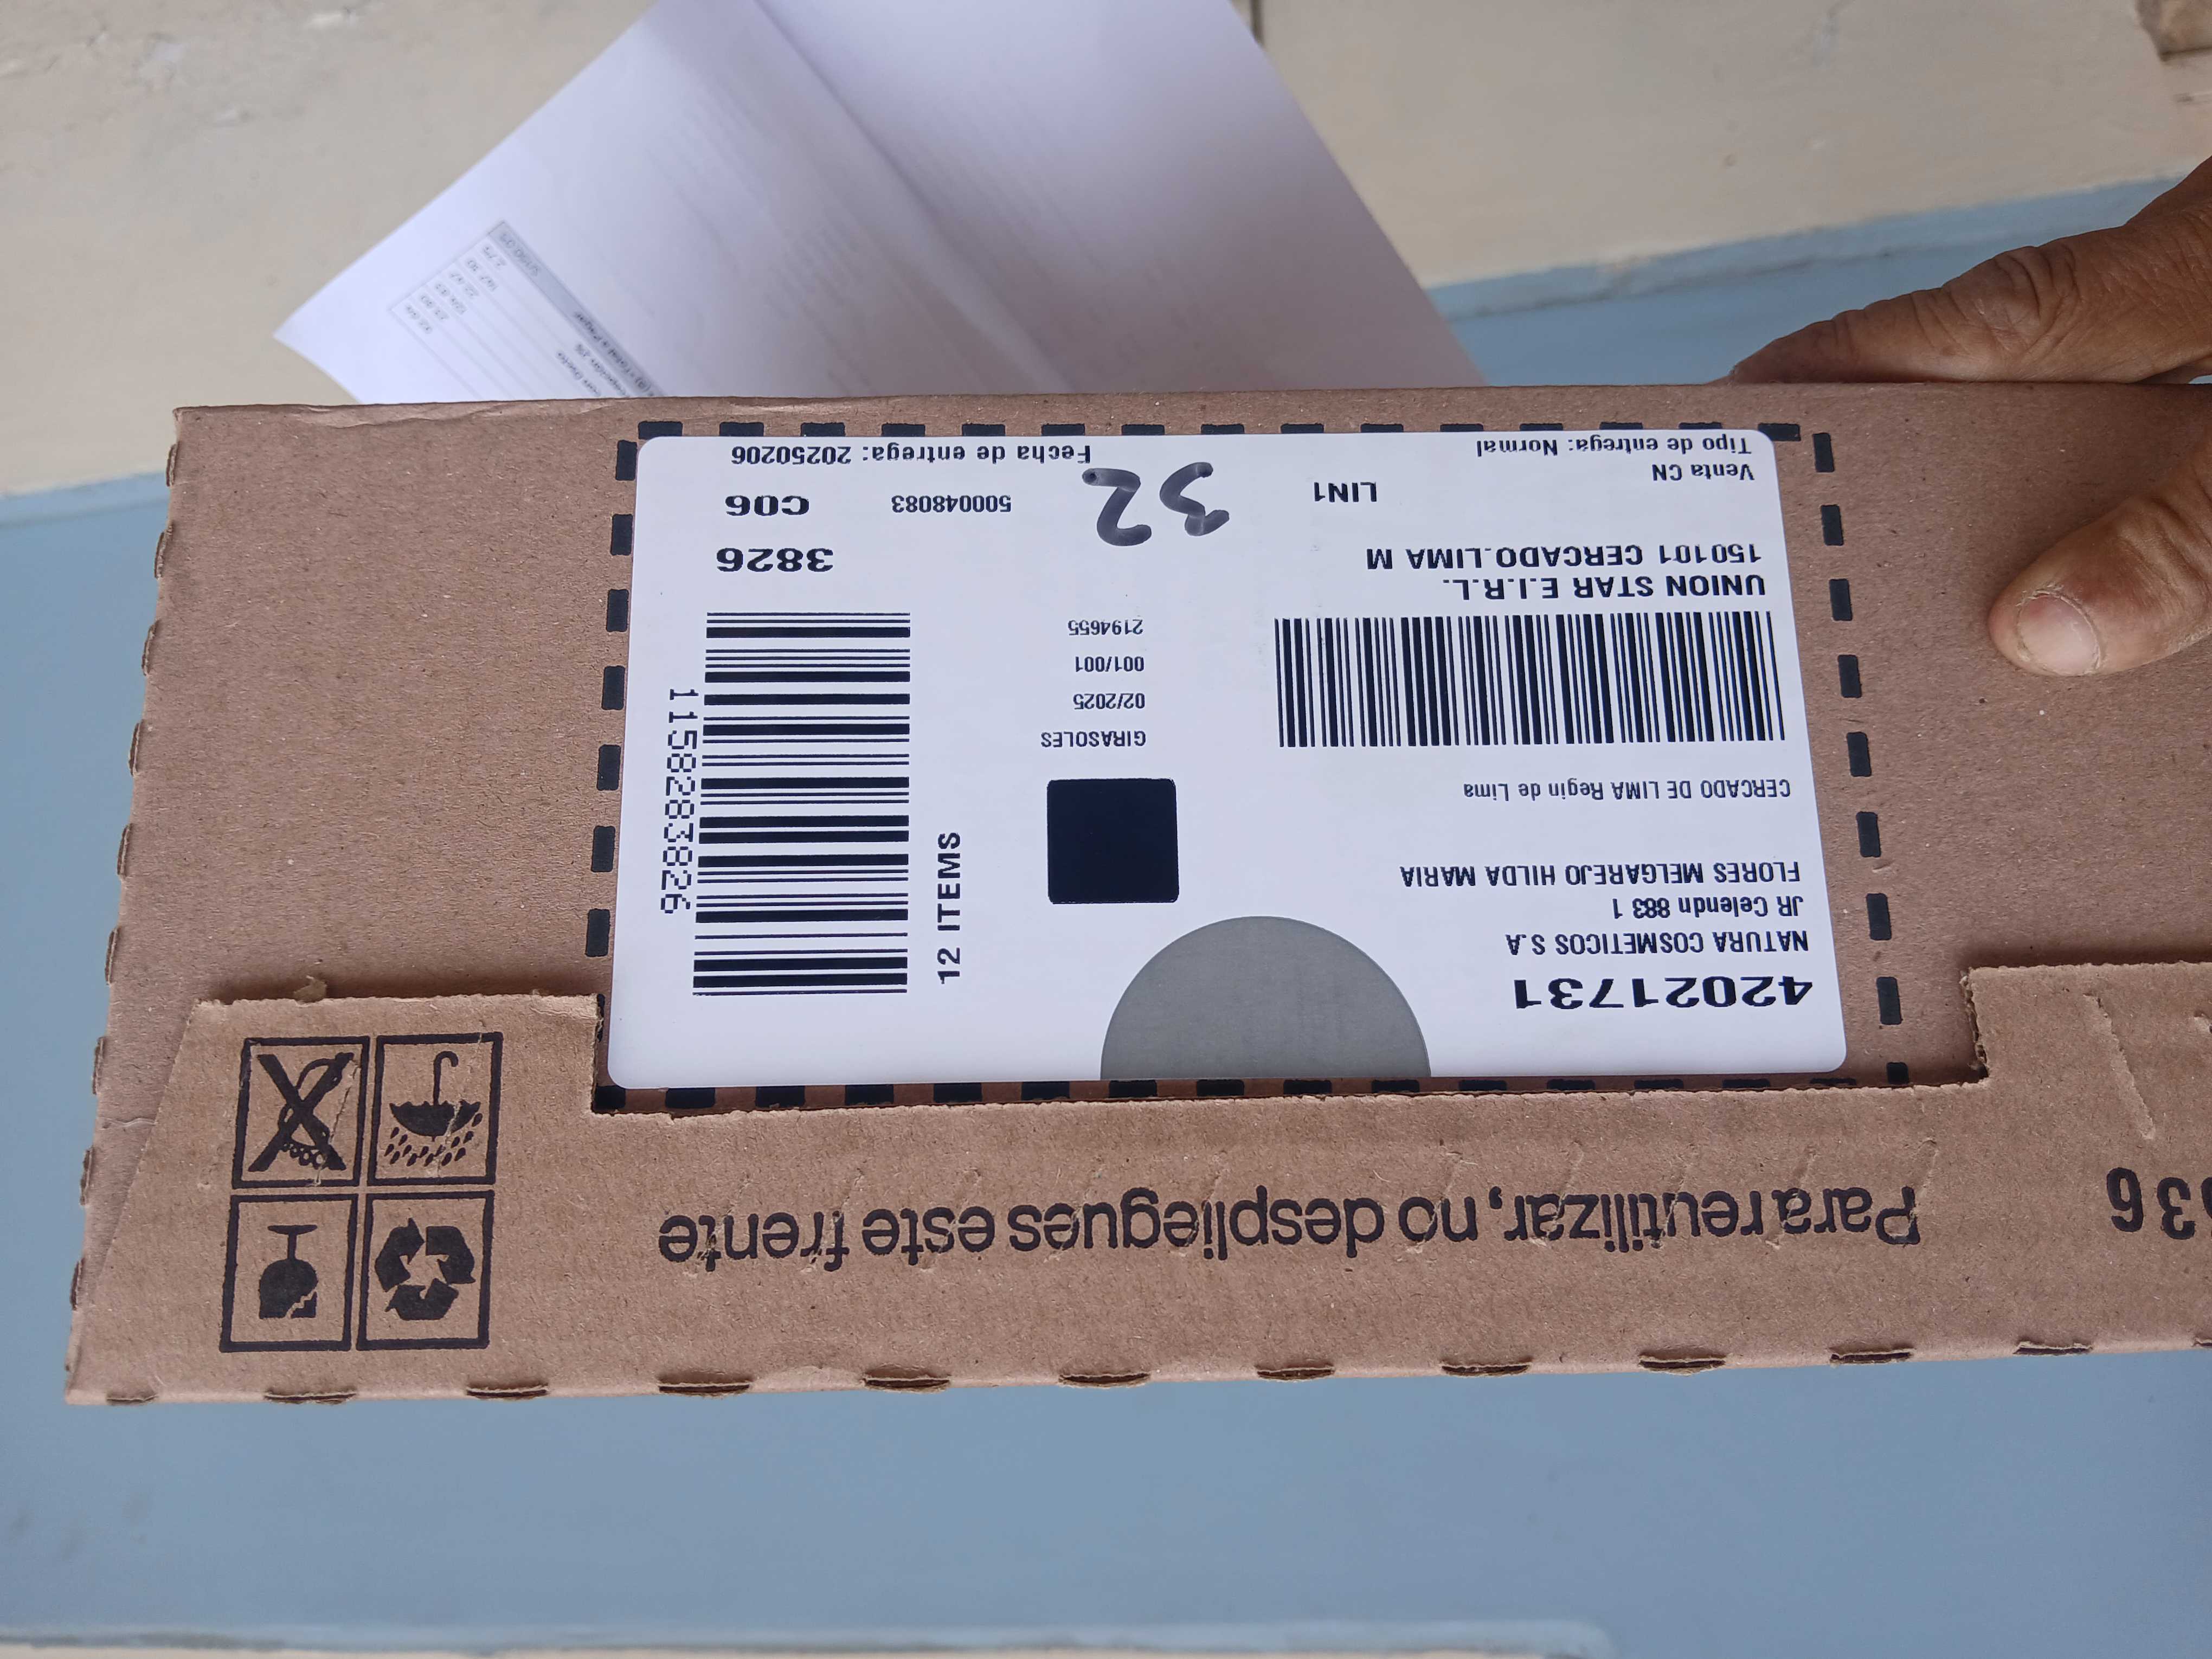 42021731
NATURA COSMETICOS S.A
JR Celendn 883 1
FLORES MELGAREJO HILDA MARIA
CERCADO DE LIMA Regin de Lima
UNION STAR E.I.R.L.
150101 CERCADO.LIMA M
LIN1
Venta CN
Tipo de entrega: Normal
GIRASOLES
02/2025
001/001
2194655
32
12 ITEMS
1158283826
3826
500048083
C06
Fecha de entrega: 20250206
Para reutilizar, no despliegues este frente
36